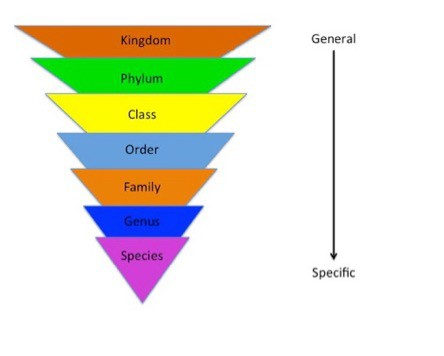 Kingdom
General
Phylum
Class
Order
Family
Genus
Species
Specific